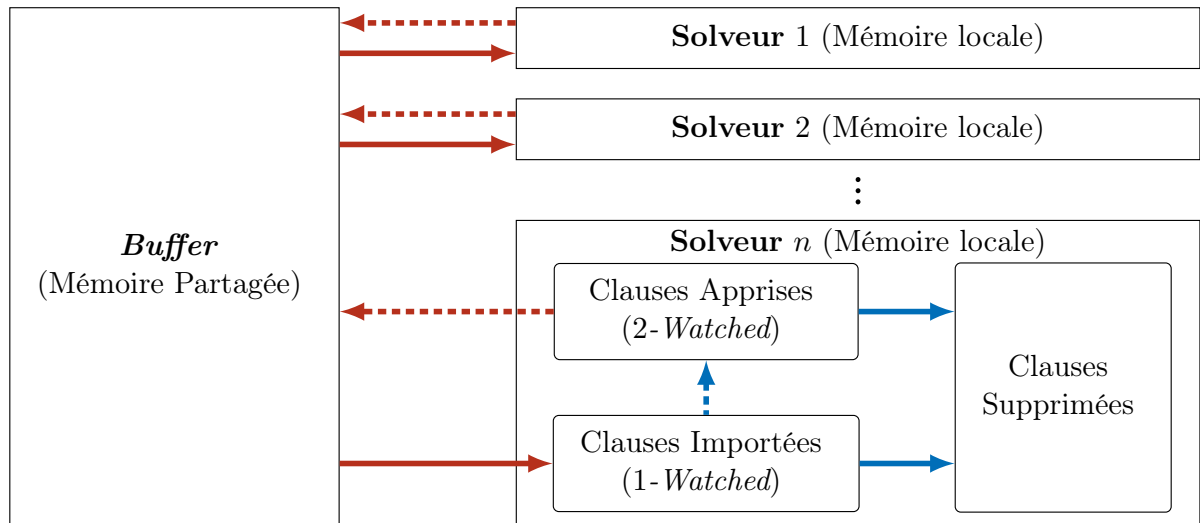 Buffer
(Mémoire Partagée)
Solveur 1 (Mémoire locale)
Solveur 2 (Mémoire locale)
⋮
Solveur n (Mémoire locale)
Clauses Apprises
(2-Watched)
Clauses Importées
(1-Watched)
Clauses
Supprimées